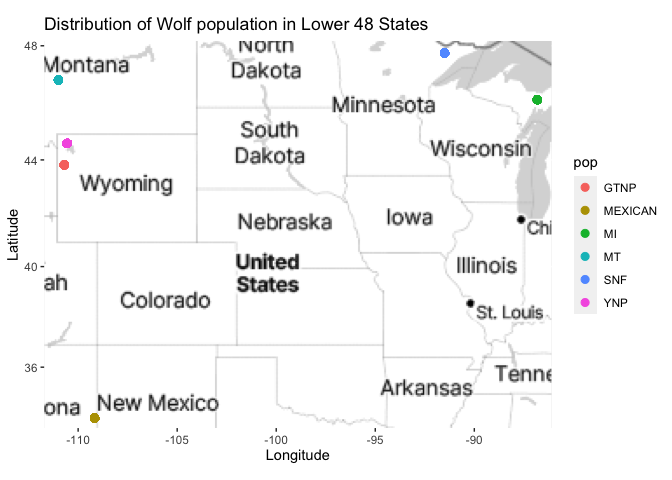 Distribution of Wolf population in Lower 48 States
48
44
40
36
Latitude
Montana
North
Dakota
Minnesota
South
Dakota
Wisconsin
Wyoming
Nebraska
Iowa
Chi
United
States
Illinois
ah
Colorado
St. Louis
Arkansas
Tenne
ona
New Mexico
-110
-105
-100
-95
-90
Longitude
pop
GTNP
MEXICAN
MI
MT
SNF
YNP